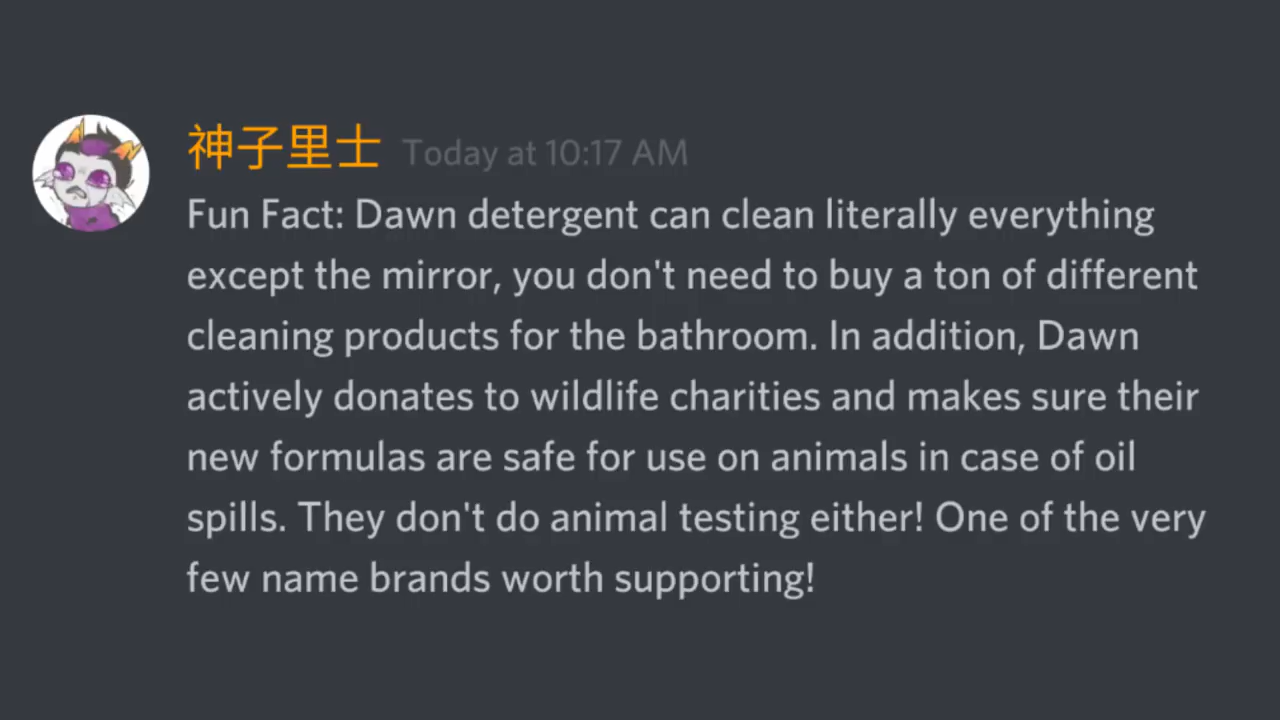 神子里士 Today at 10:17 AM
Fun Fact: Dawn detergent can clean literally everything
except the mirror, you don't need to buy a ton of different
cleaning products for the bathroom. In addition, Dawn
actively donates to wildlife charities and makes sure their
new formulas are safe for use on animals in case of oil
spills. They don't do animal testing either! One of the very
few name brands worth supporting!